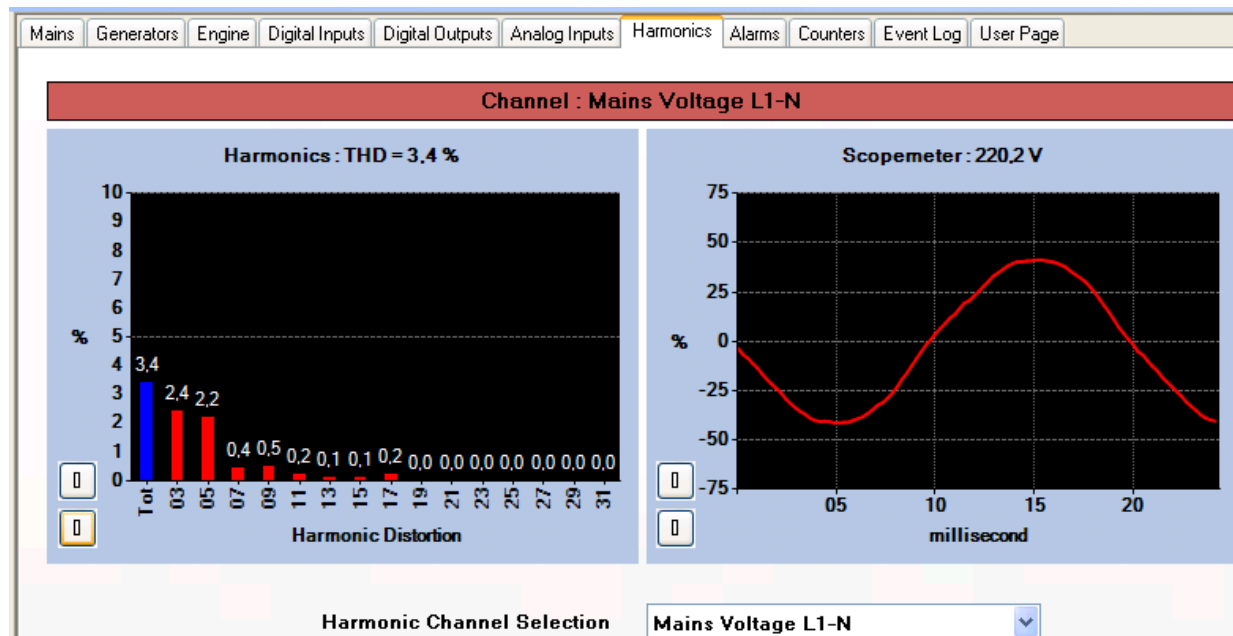 Mains Generators Engine Digital Inputs Digital Outputs Analog Inputs Harmonics Alarms Counters Event Log User Page
Channel : Mains Voltage L1-N
Harmonics : THD = 3,4 %
10
9
8
7
6
5
4
3
2
1
0
%
3,4 2,4 2,2 0,4 0,5 0,2 0,1 0,1 0,2 0,0 0,0 0,0 0,0 0,0 0,0 0,0
Tot 03 05 07 09 11 13 15 17 19 21 23 25 27 29 31
Harmonic Distortion
Scopemeter : 220,2 V
75
50
25
0
-25
-50
-75
%
05 10 15 20
millisecond
Harmonic Channel Selection Mains Voltage L1-N